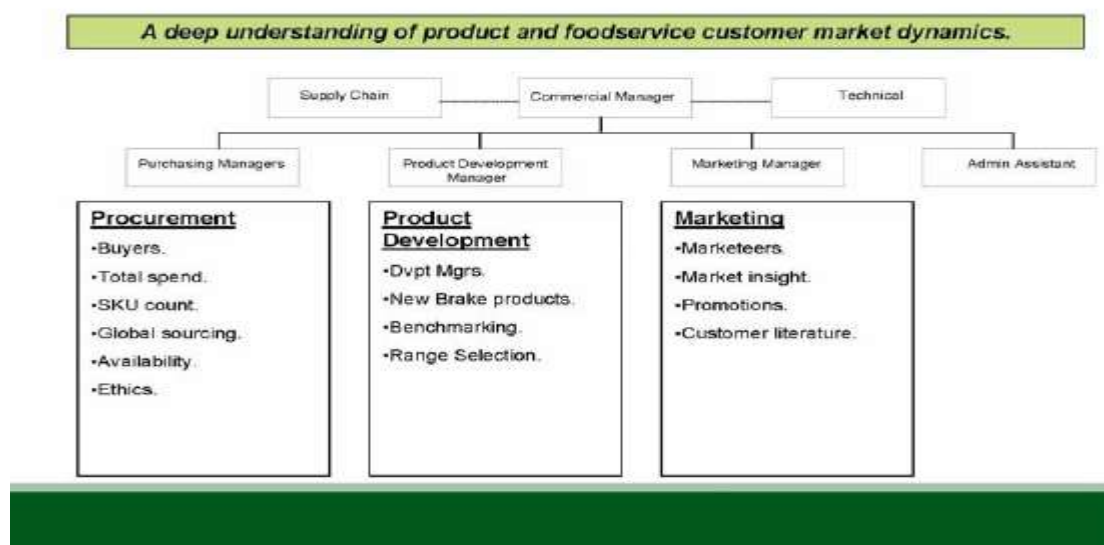 A deep understanding of product and foodservice customer market dynamics.
Supply Chain
Commercial Manager
Technical
Purchasing Managers
Product Development
Manager
Marketing Manager
Admin Assistant
Procurement
•Buyers.
•Total spend.
•SKU count.
•Global sourcing.
•Availability.
•Ethics.
Product
Development
•Dvpt Mgrs.
•New Brake products.
•Benchmarking.
•Range Selection.
Marketing
•Marketeers.
•Market insight.
•Promotions.
•Customer literature.